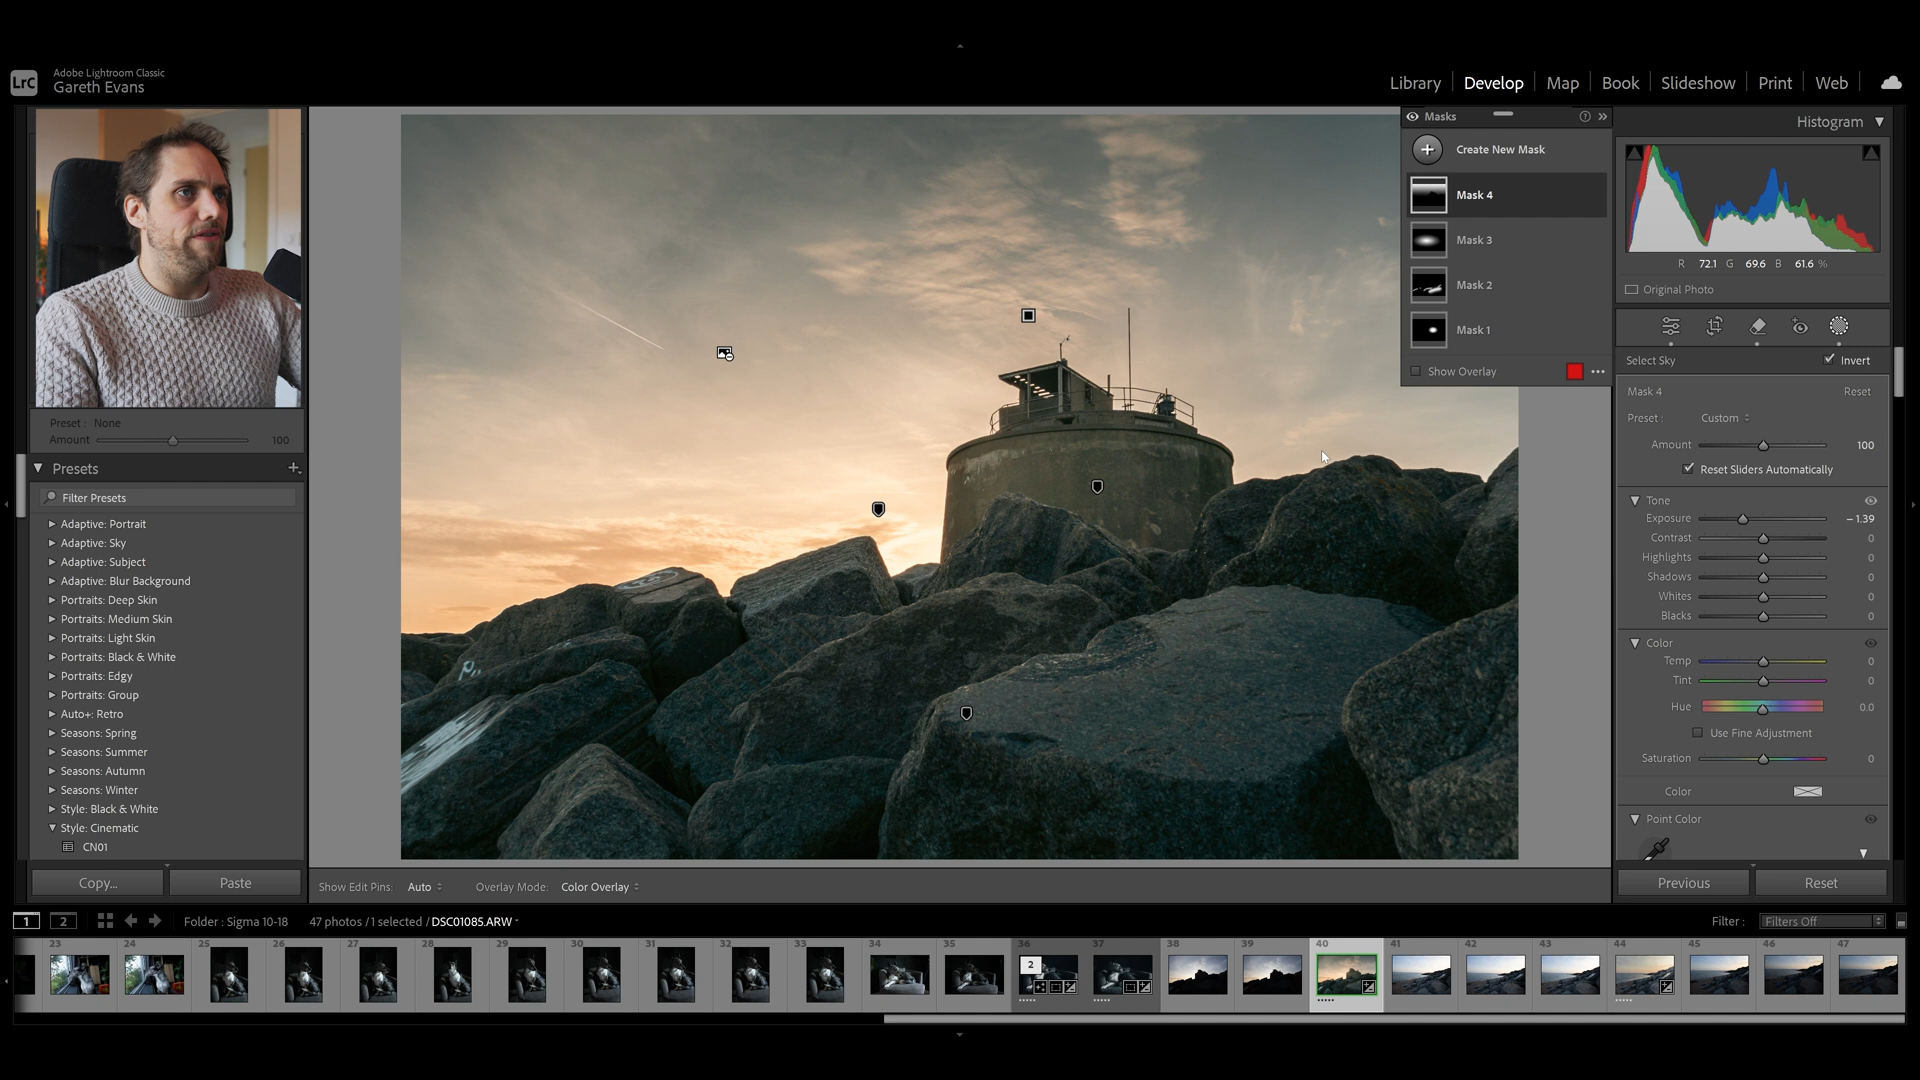 LrC
Adobe Lightroom Classic
Gareth Evans
Library
Develop
Map
Book
Slideshow
Print
Web
Preset : None
Amount 100
Presets
Filter Presets
Adaptive: Portrait
Adaptive: Sky
Adaptive: Subject
Adaptive: Blur Background
Portraits: Deep Skin
Portraits: Medium Skin
Portraits: Light Skin
Portraits: Black & White
Portraits: Edgy
Portraits: Group
Auto+: Retro
Seasons: Spring
Seasons: Summer
Seasons: Autumn
Seasons: Winter
Style: Black & White
Style: Cinematic
CN01
Copy...
Paste
Masks
Create New Mask
Mask 4
Mask 3
Mask 2
Mask 1
Show Overlay
Histogram
R 72.1 G 69.6 B 61.6 %
Original Photo
Select Sky
Invert
Mask 4
Reset
Preset : Custom
Amount 100
Reset Sliders Automatically
Tone
Exposure – 1.39
Contrast 0
Highlights 0
Shadows 0
Whites 0
Blacks 0
Color
Temp 0
Tint 0
Hue 0.0
Use Fine Adjustment
Saturation 0
Color
Point Color
Previous
Reset
Show Edit Pins: Auto
Overlay Mode: Color Overlay
1
2
Folder : Sigma 10-18
47 photos / 1 selected / DSC01085.ARW
Filter : Filters Off
23 24 25 26 27 28 29 30 31 32 33 34 35 36 37 38 39 40 41 42 43 44 45 46 47
2